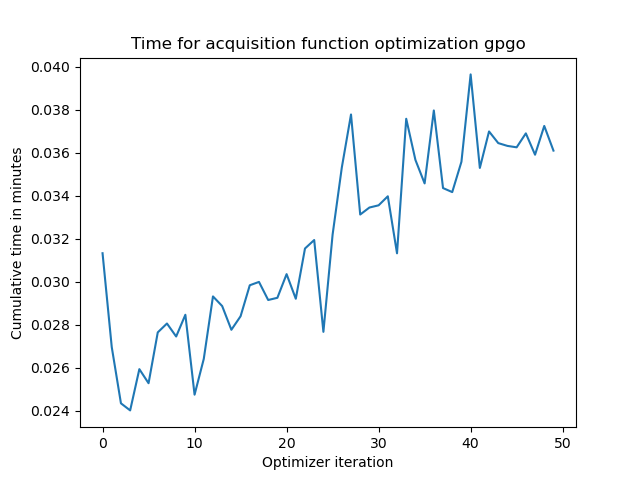 Time for acquisition function optimization gpgo
0.040
0.038
0.036
0.034
0.032
0.030
0.028
0.026
0.024
Cumulative time in minutes
0 10 20 30 40 50
Optimizer iteration